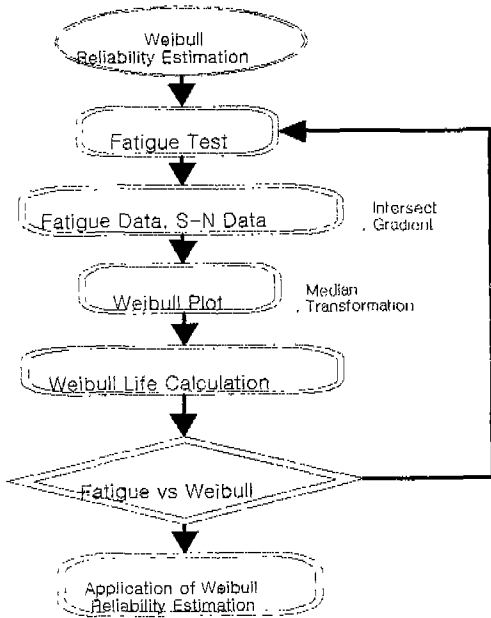 Weibull
Reliability Estimation
Fatigue Test
Fatigue Data, S-N Data
Intersect
, Gradient
Weibull Plot
Median
, Transformation
Weibull Life Calculation
Fatigue vs Weibull
Application of Weibull
Reliability Estimation